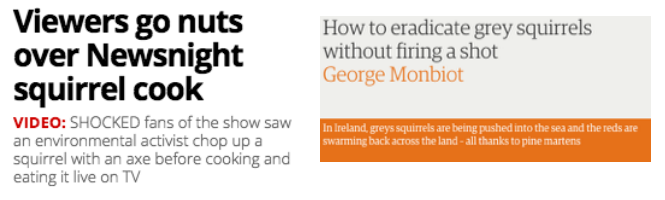 Viewers go nuts
over Newsnight
squirrel cook
VIDEO: SHOCKED fans of the show saw
an environmental activist chop up a
squirrel with an axe before cooking and
eating it live on TV
How to eradicate grey squirrels
without firing a shot
George Monbiot
In Ireland, greys squirrels are being pushed into the sea and the reds are
swarming back across the land – all thanks to pine martens